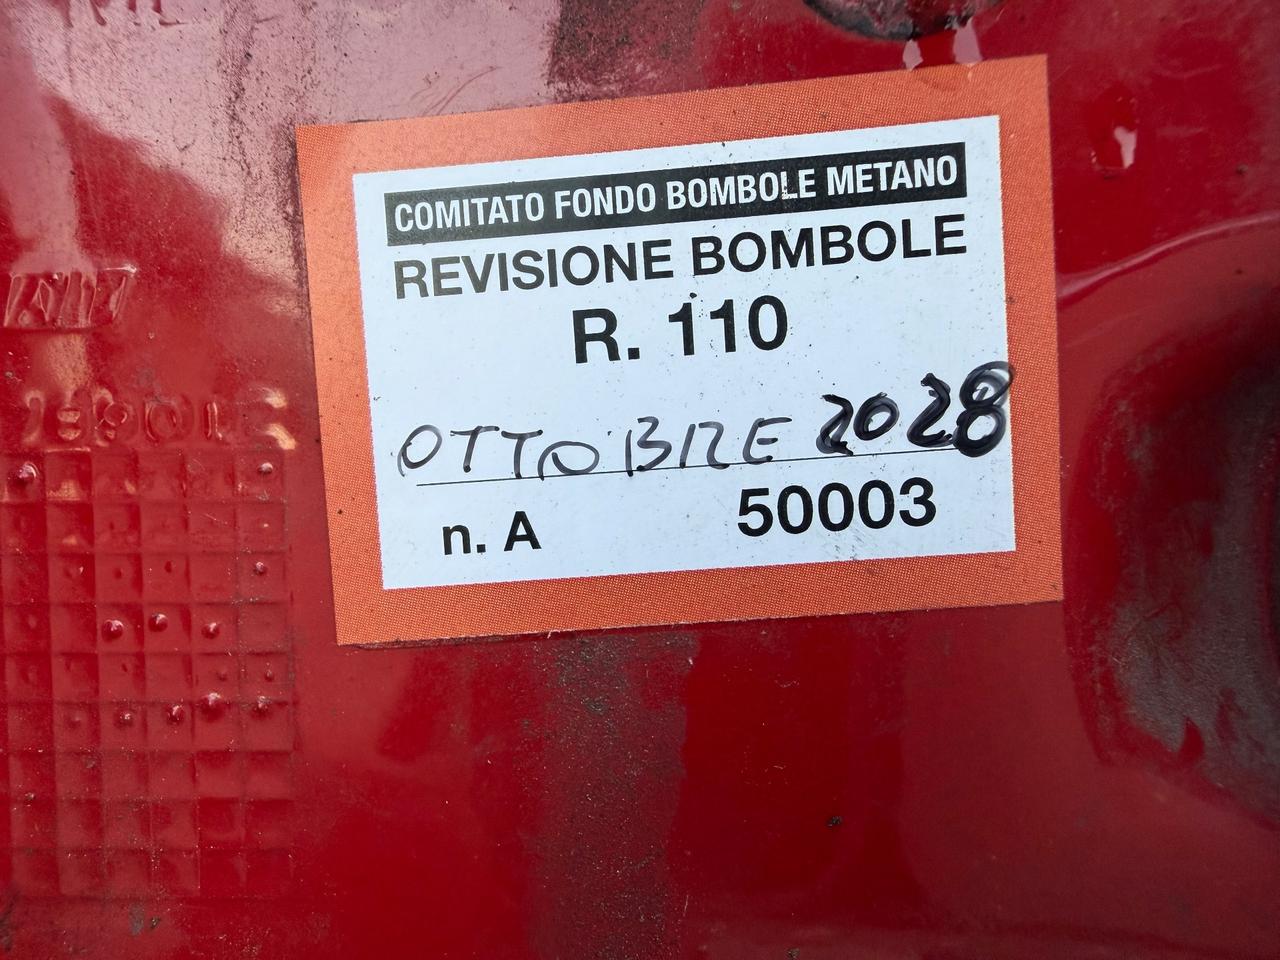 COMITATO FONDO BOMBOLE METANO
REVISIONE BOMBOLE
R. 110
OTTOBRE 2028
n. A 50003